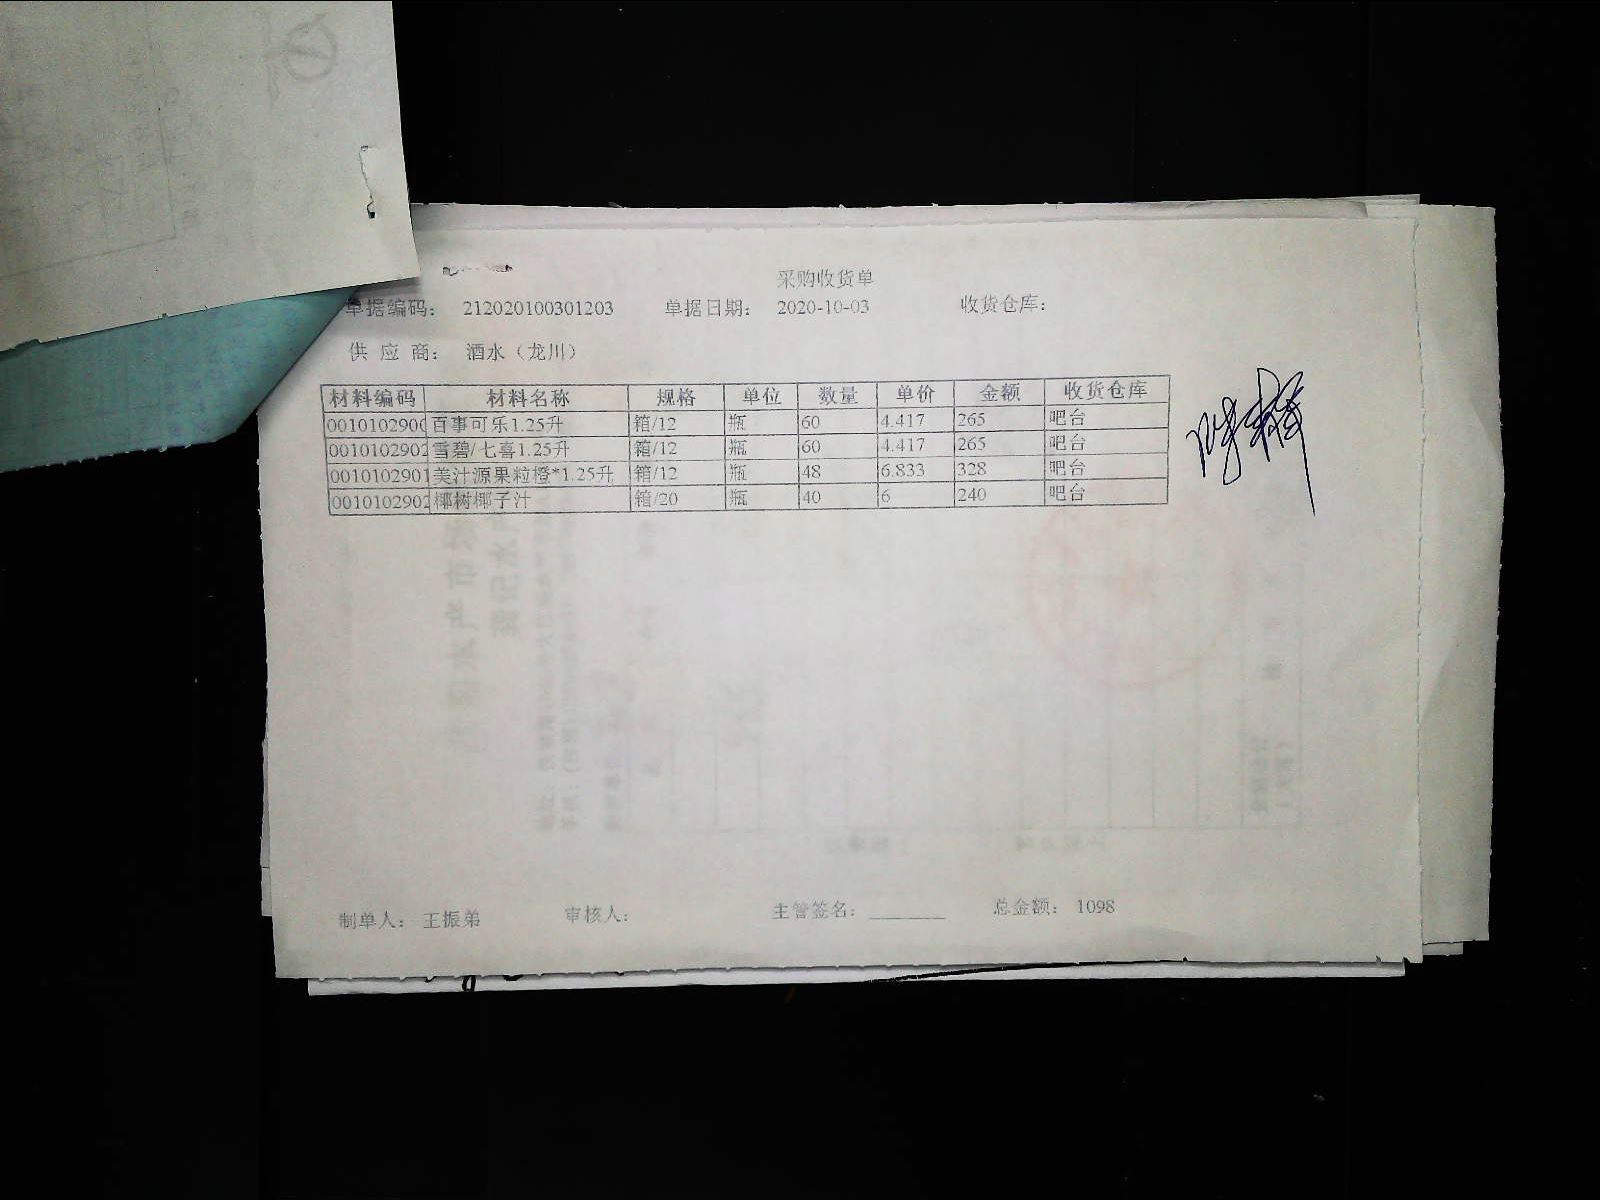 采购收货单
单据编码： 212020100301203 单据日期： 2020-10-03 收货仓库：
供 应 商： 酒水（龙川）
材料编码 材料名称 规格 单位 数量 单价 金额 收货仓库
0010102900 百事可乐1.25升 箱/12 瓶 60 4.417 265 吧台
0010102902 雪碧/七喜1.25升 箱/12 瓶 60 4.417 265 吧台
0010102901 美汁源果粒橙*1.25升 箱/12 瓶 48 6.833 328 吧台
0010102902 椰树椰子汁 箱/20 瓶 40 6 240 吧台
制单人： 王振弟 审核人： 主管签名： ________ 总金额： 1098